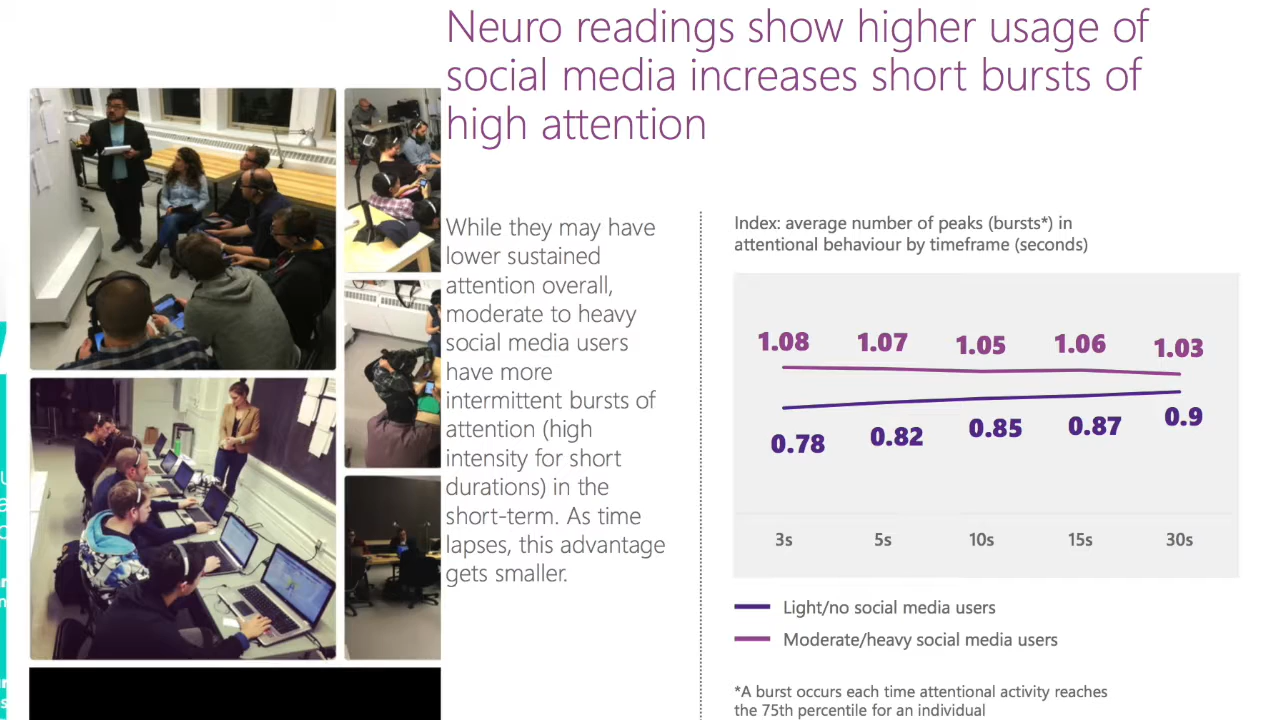 Neuro readings show higher usage of
social media increases short bursts of
high attention
While they may have
lower sustained
attention overall,
moderate to heavy
social media users
have more
intermittent bursts of
attention (high
intensity for short
durations) in the
short-term. As time
lapses, this advantage
gets smaller.
Index: average number of peaks (bursts*) in
attentional behaviour by timeframe (seconds)
1.08 1.07 1.05 1.06 1.03
0.78 0.82 0.85 0.87 0.9
3s 5s 10s 15s 30s
Light/no social media users
Moderate/heavy social media users
*A burst occurs each time attentional activity reaches
the 75th percentile for an individual